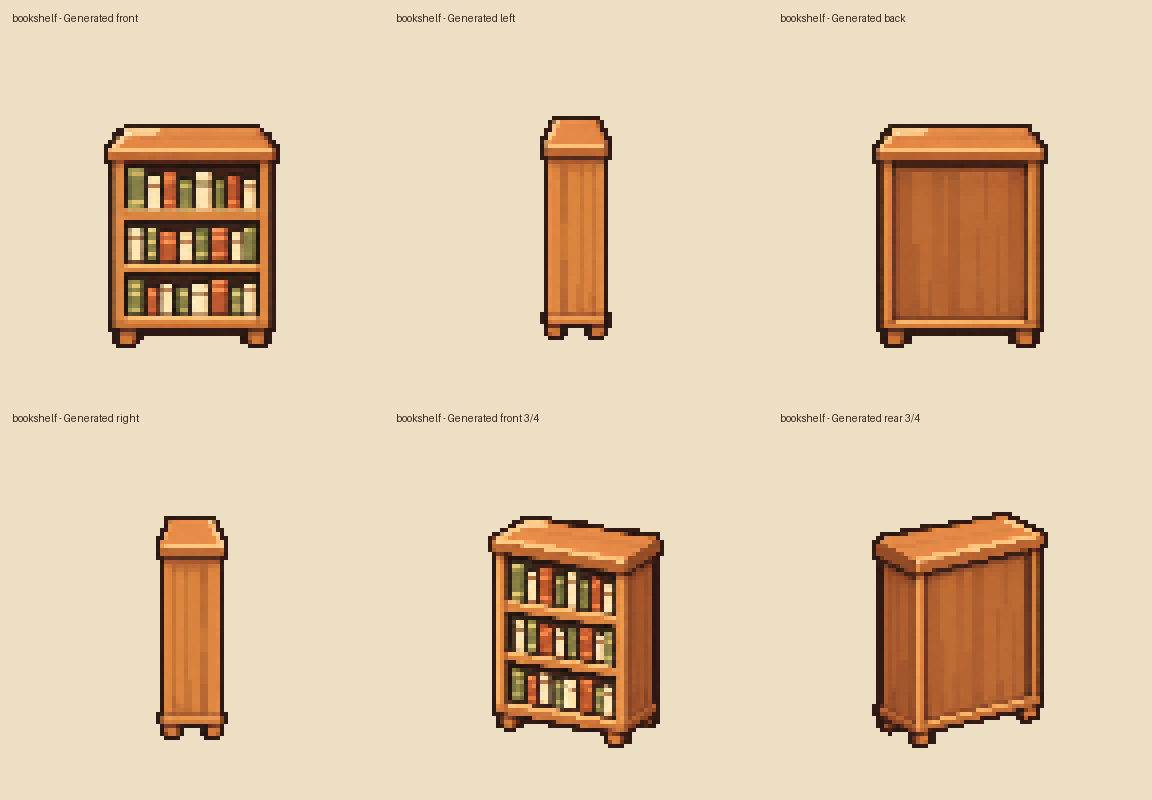 bookshelf - Generated front
bookshelf - Generated left
bookshelf - Generated back
bookshelf - Generated right
bookshelf - Generated front 3/4
bookshelf - Generated rear 3/4